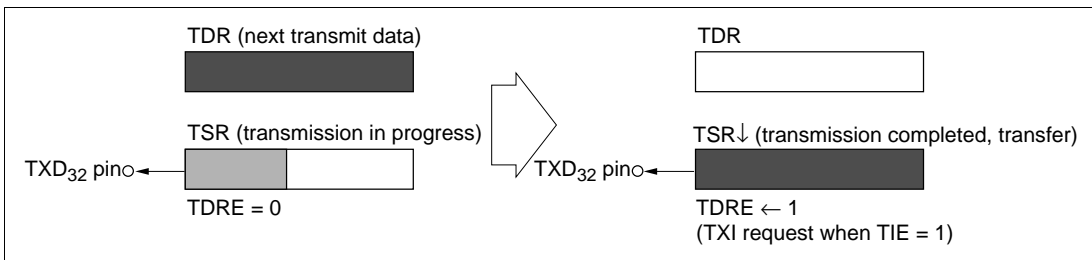 TDR (next transmit data)
TSR (transmission in progress)
TXD32 pin
TDRE = 0
TDR
TSR↓ (transmission completed, transfer)
TXD32 pin
TDRE ← 1
(TXI request when TIE = 1)